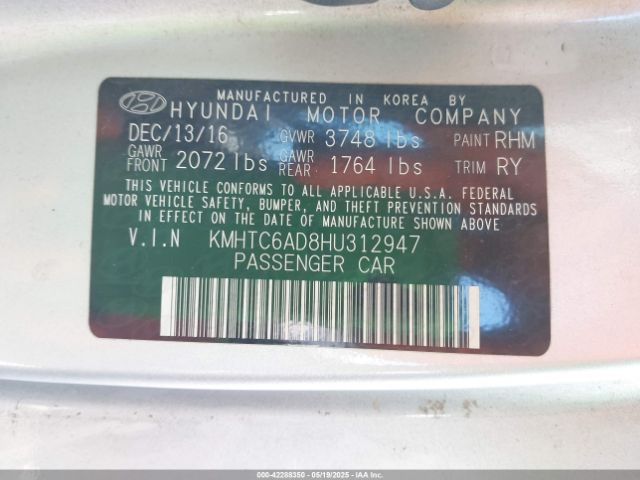 MANUFACTURED IN KOREA BY
HYUNDAI MOTOR COMPANY
DEC/13/16 GVWR 3748 lbs PAINT RHM
GAWR FRONT 2072 lbs GAWR REAR 1764 lbs TRIM RY
THIS VEHICLE CONFORMS TO ALL APPLICABLE U.S.A. FEDERAL
MOTOR VEHICLE SAFETY, BUMPER, AND THEFT PREVENTION STANDARDS
IN EFFECT ON THE DATE OF MANUFACTURE SHOWN ABOVE.
V.I.N KMHTC6AD8HU312947
PASSENGER CAR
000-42288350 - 05/19/2025 - IAAI.COM